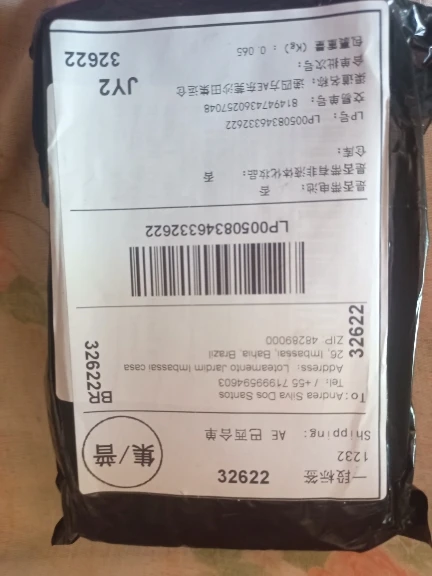 一段标签 32622
1232
Shipping: AE 巴西合单
集/普
To: Andrea Silva Dos Santos
Tel: / +55 71999594603
Address: Loteamento Jardim Imbassai casa
26, Imbassai, Bahia, Brazil
ZIP 48289000
BR
32622
32622
LP00508346332622
是否带电池: 否
是否带有非液体化妆品: 否
仓库:
LP号: LP00508346332622
交易单号: 8149474360257048
渠道名称: 递四方AE东莞沙田集运仓
合单批次号:
包裹重量 (Kg) : 0.065
JY2
32622